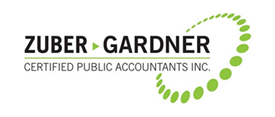 ZUBER GARDNER
CERTIFIED PUBLIC ACCOUNTANTS INC.